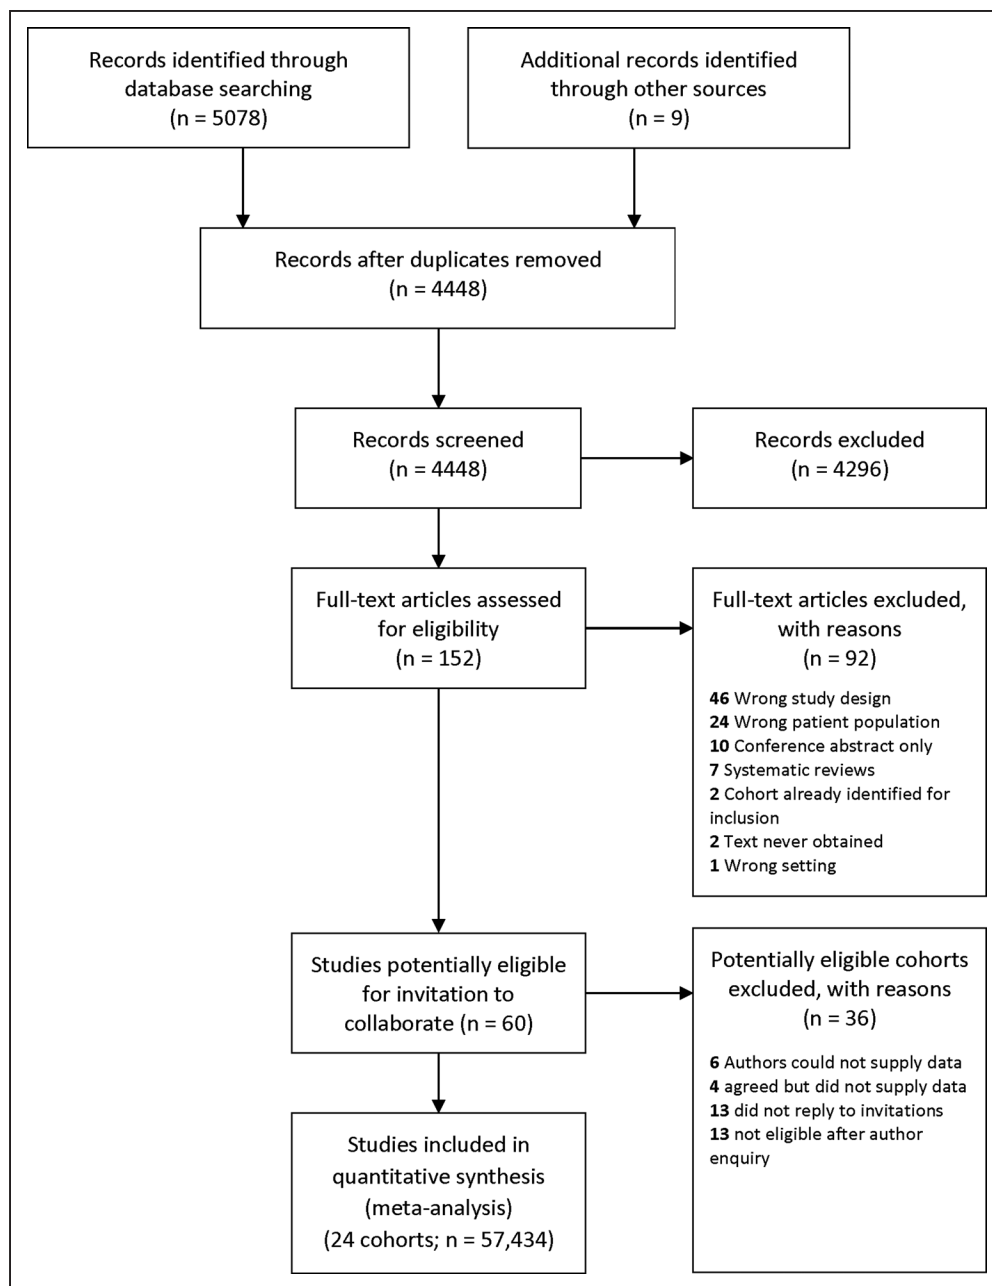 Records identified through
database searching
(n = 5078)
Additional records identified
through other sources
(n = 9)
Records after duplicates removed
(n = 4448)
Records screened
(n = 4448)
Records excluded
(n = 4296)
Full-text articles assessed
for eligibility
(n = 152)
Full-text articles excluded,
with reasons
(n = 92)
46 Wrong study design
24 Wrong patient population
10 Conference abstract only
7 Systematic reviews
2 Cohort already identified for
inclusion
2 Text never obtained
1 Wrong setting
Studies potentially eligible
for invitation to
collaborate (n = 60)
Potentially eligible cohorts
excluded, with reasons
(n = 36)
6 Authors could not supply data
4 agreed but did not supply data
13 did not reply to invitations
13 not eligible after author
enquiry
Studies included in
quantitative synthesis
(meta-analysis)
(24 cohorts; n = 57,434)